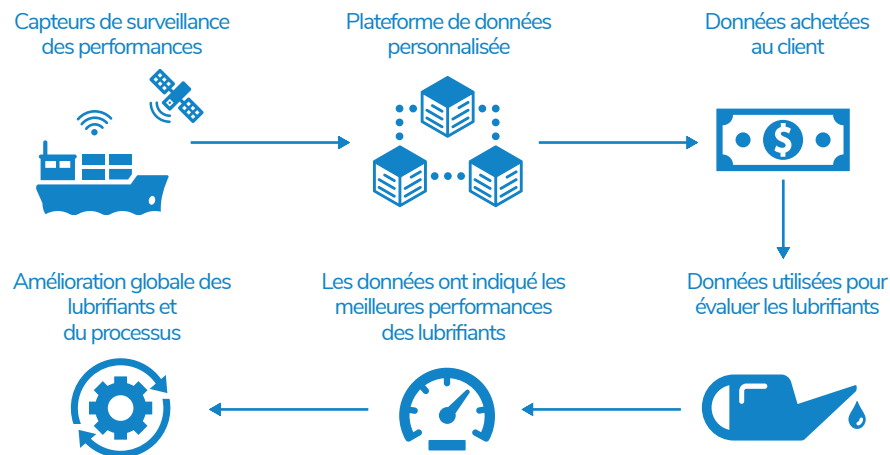 Capteurs de surveillance
des performances
Plateforme de données
personnalisée
Données achetées
au client
$
Amélioration globale des
lubrifiants et
du processus
Les données ont indiqué les
meilleures performances
des lubrifiants
Données utilisées pour
évaluer les lubrifiants